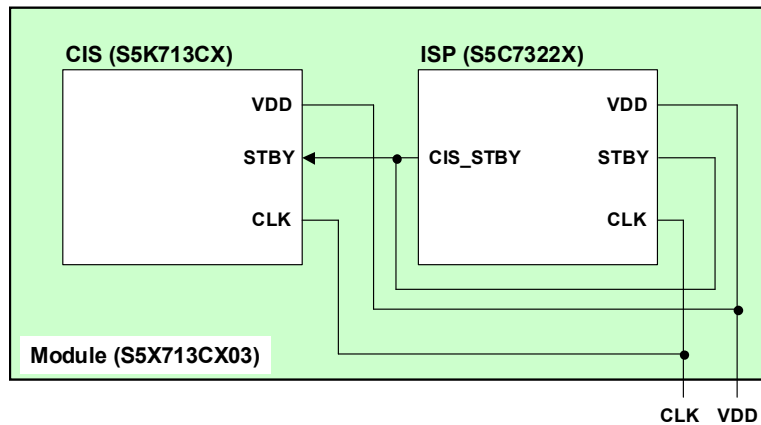 CIS (S5K713CX)
ISP (S5C7322X)
VDD
VDD
STBY
CIS_STBY
STBY
CLK
CLK
Module (S5X713CX03)
CLK VDD